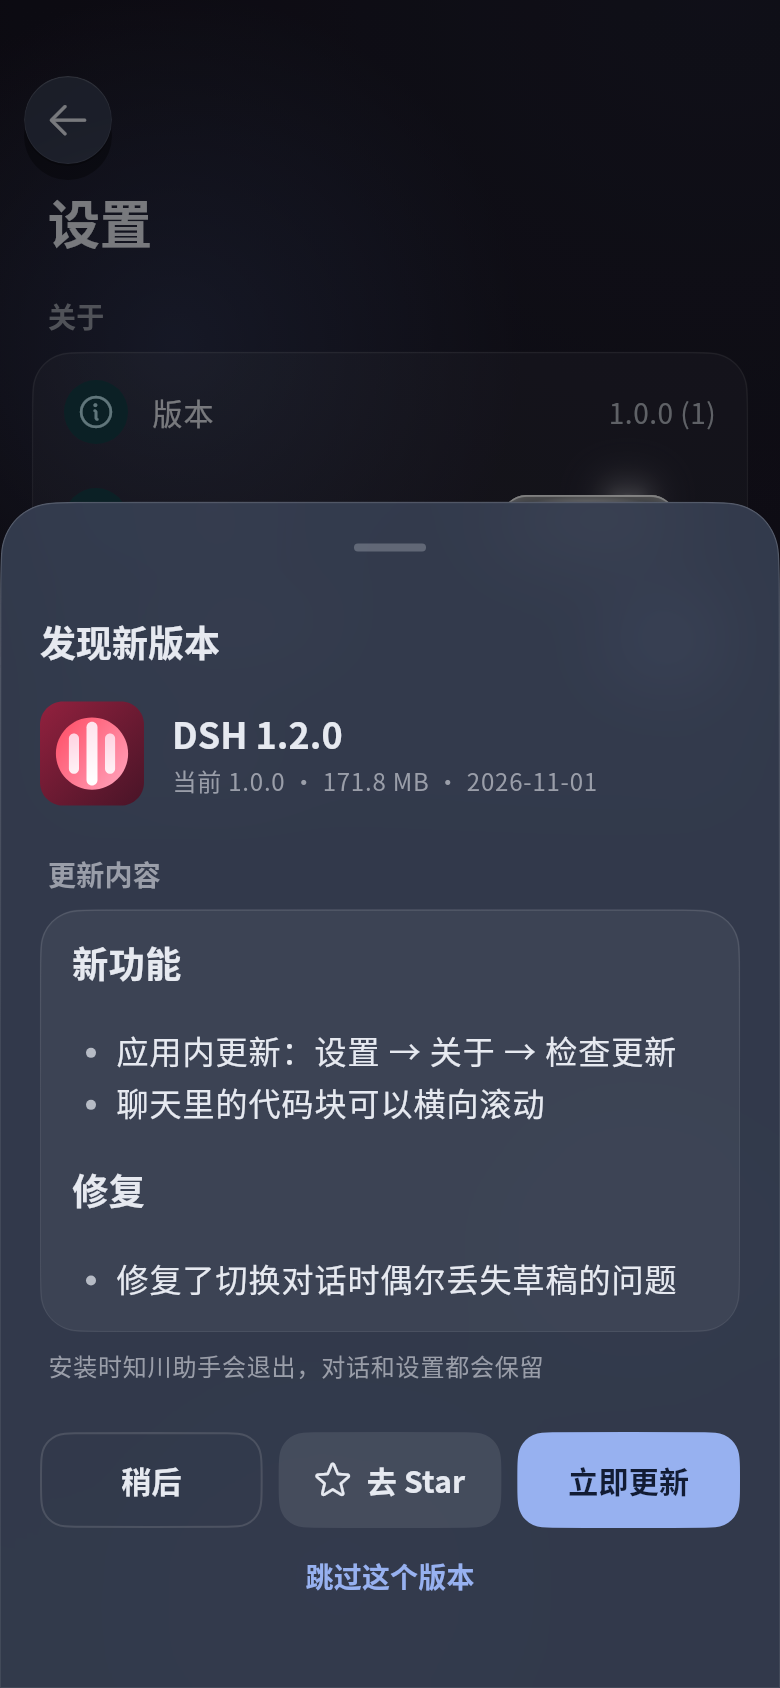 设置
关于
版本 1.0.0 (1)
发现新版本
DSH 1.2.0
当前 1.0.0 • 171.8 MB • 2026-11-01
更新内容
新功能
• 应用内更新：设置 → 关于 → 检查更新
• 聊天里的代码块可以横向滚动
修复
• 修复了切换对话时偶尔丢失草稿的问题
安装时知川助手会退出，对话和设置都会保留
稍后 去 Star 立即更新
跳过这个版本